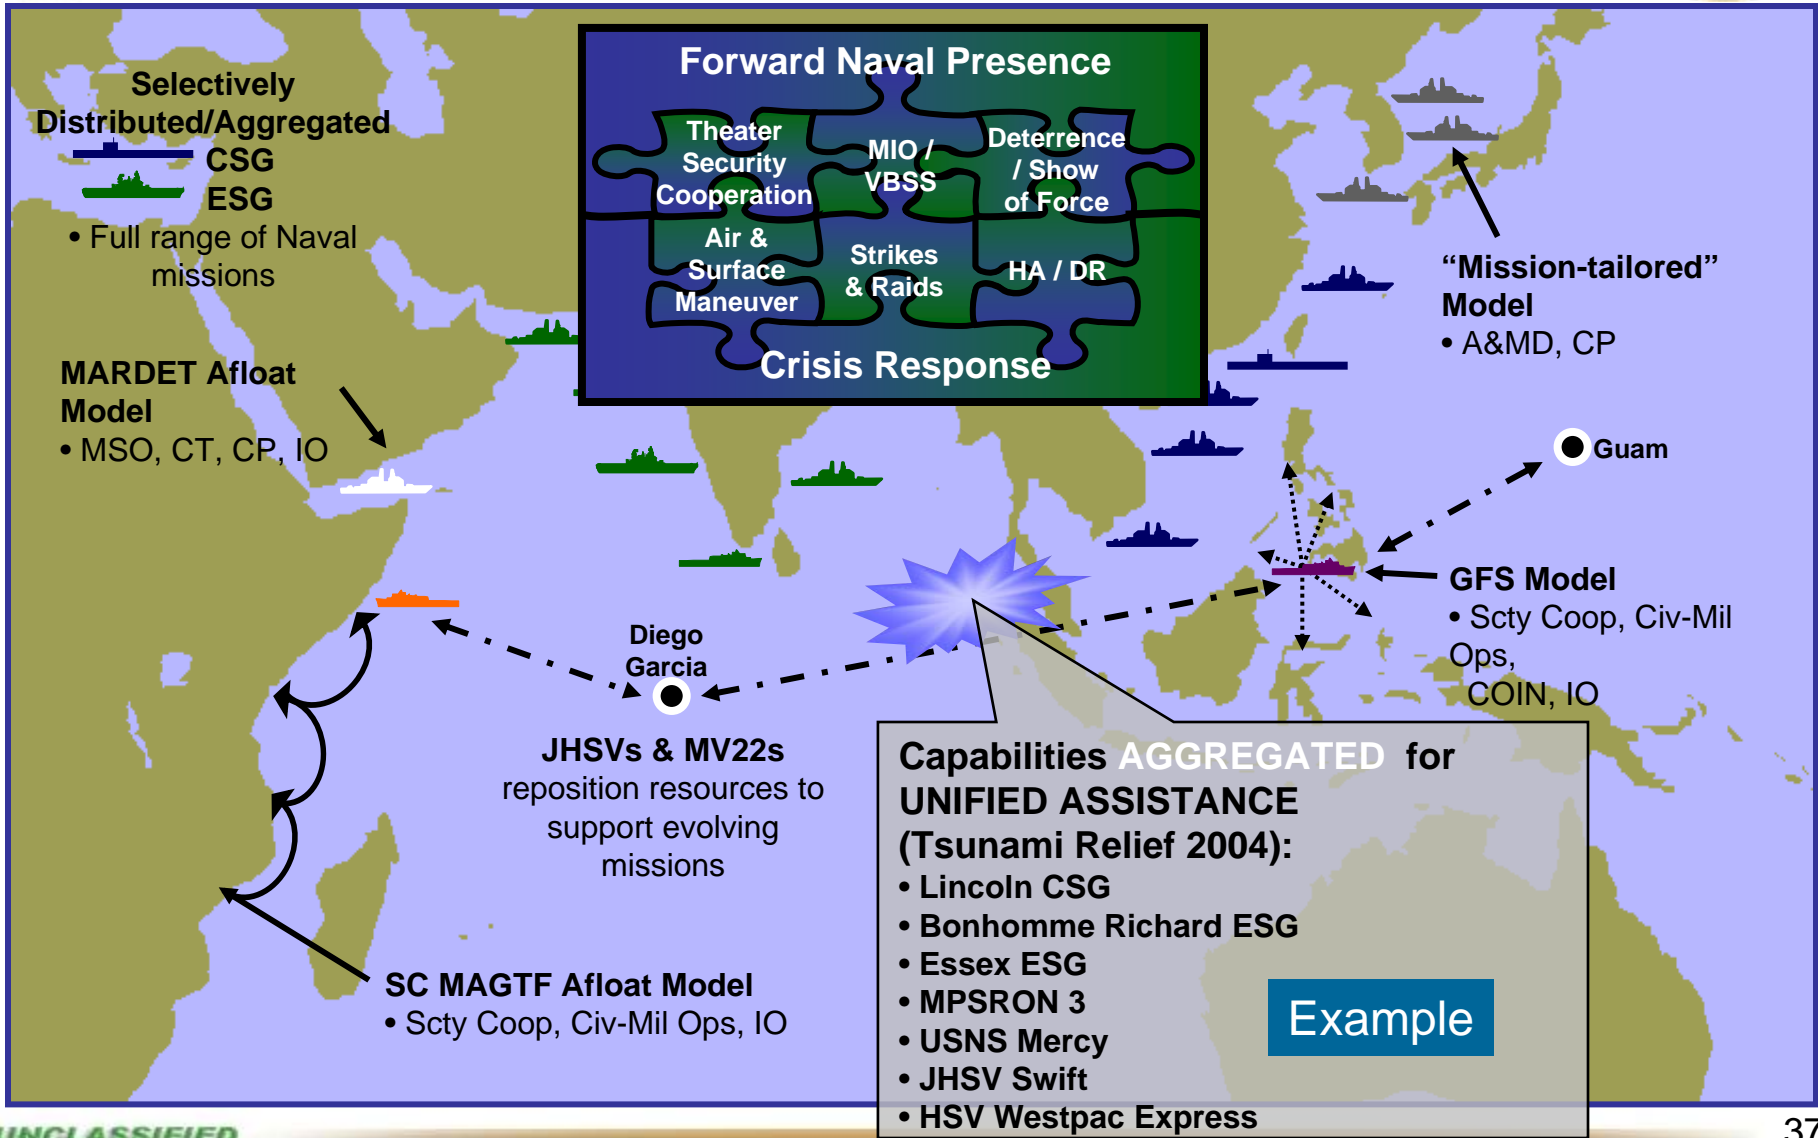 Forward Naval Presence
Theater
Security
Cooperation
MIO /
VBSS
Deterrence
/ Show
of Force
Air &
Surface
Maneuver
Strikes
& Raids
HA / DR
Crisis Response
Selectively
Distributed/Aggregated
CSG
ESG
• Full range of Naval
missions
MARDET Afloat
Model
• MSO, CT, CP, IO
“Mission-tailored”
Model
• A&MD, CP
Guam
GFS Model
• Scty Coop, Civ-Mil
Ops,
COIN, IO
Diego
Garcia
JHSVs & MV22s
reposition resources to
support evolving
missions
SC MAGTF Afloat Model
• Scty Coop, Civ-Mil Ops, IO
Capabilities AGGREGATED for
UNIFIED ASSISTANCE
(Tsunami Relief 2004):
• Lincoln CSG
• Bonhomme Richard ESG
• Essex ESG
• MPSRON 3
• USNS Mercy
• JHSV Swift
• HSV Westpac Express
Example
UNCLASSIFIED
37